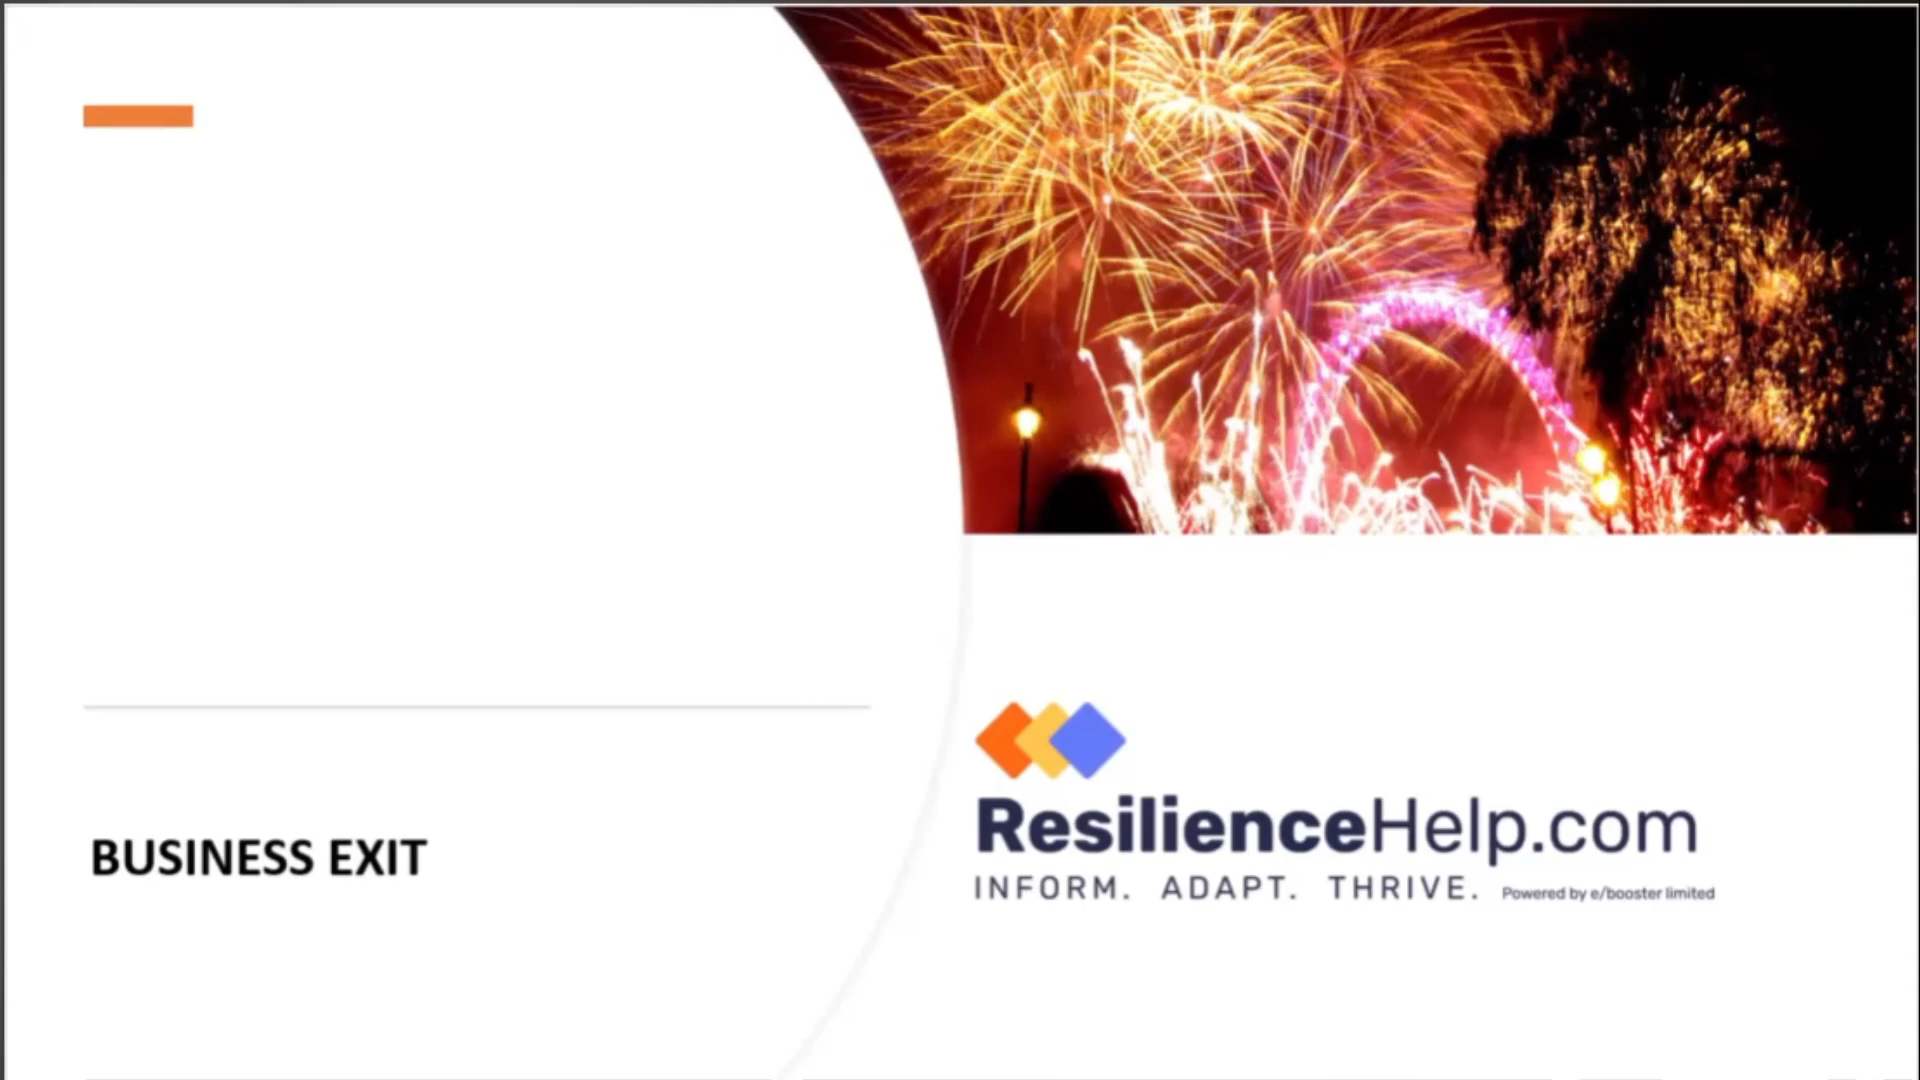 BUSINESS EXIT
ResilienceHelp.com
INFORM. ADAPT. THRIVE. Powered by e/booster limited